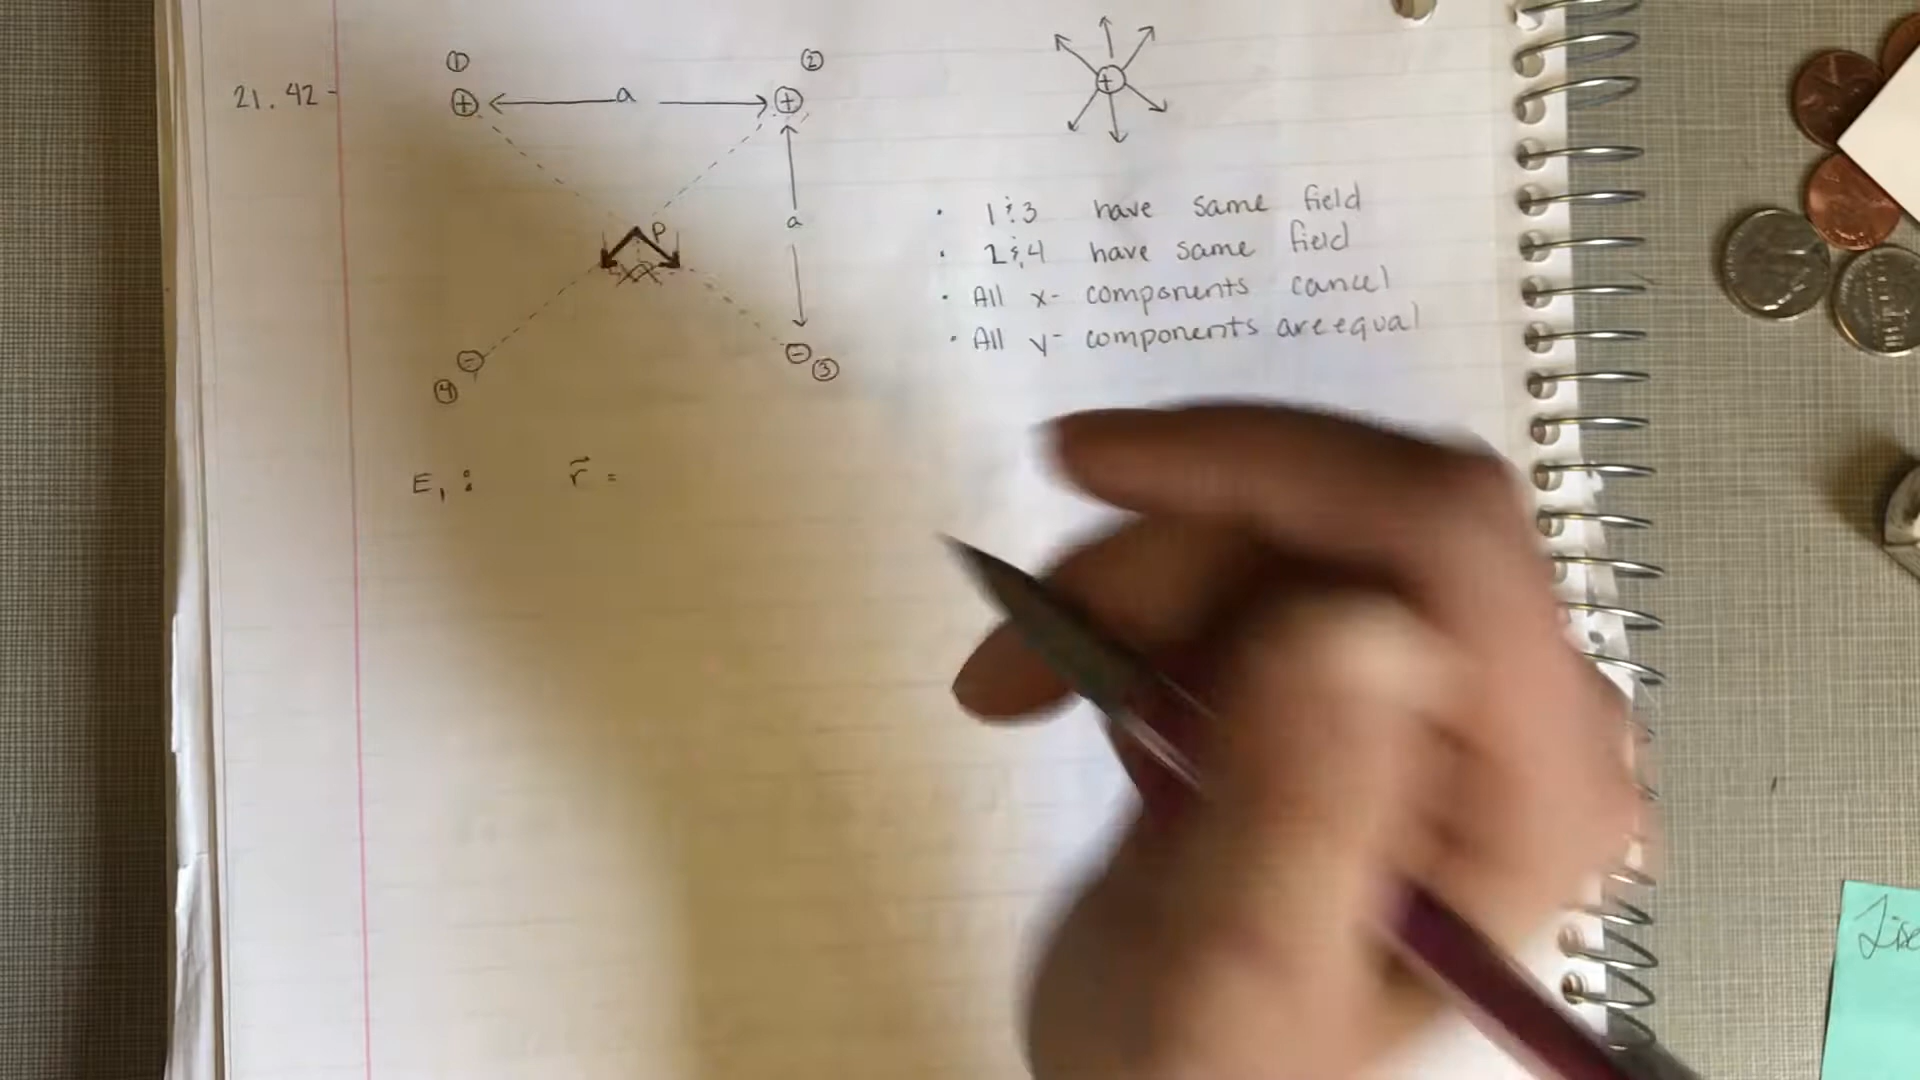 ① ②
21.42-
+ a +
+
P
a
· 1 & 3 have same field
· 2 & 4 have same field
· All x- components cancel
· All y- components are equal
- -
④ ③
E₁ : r⃗ =